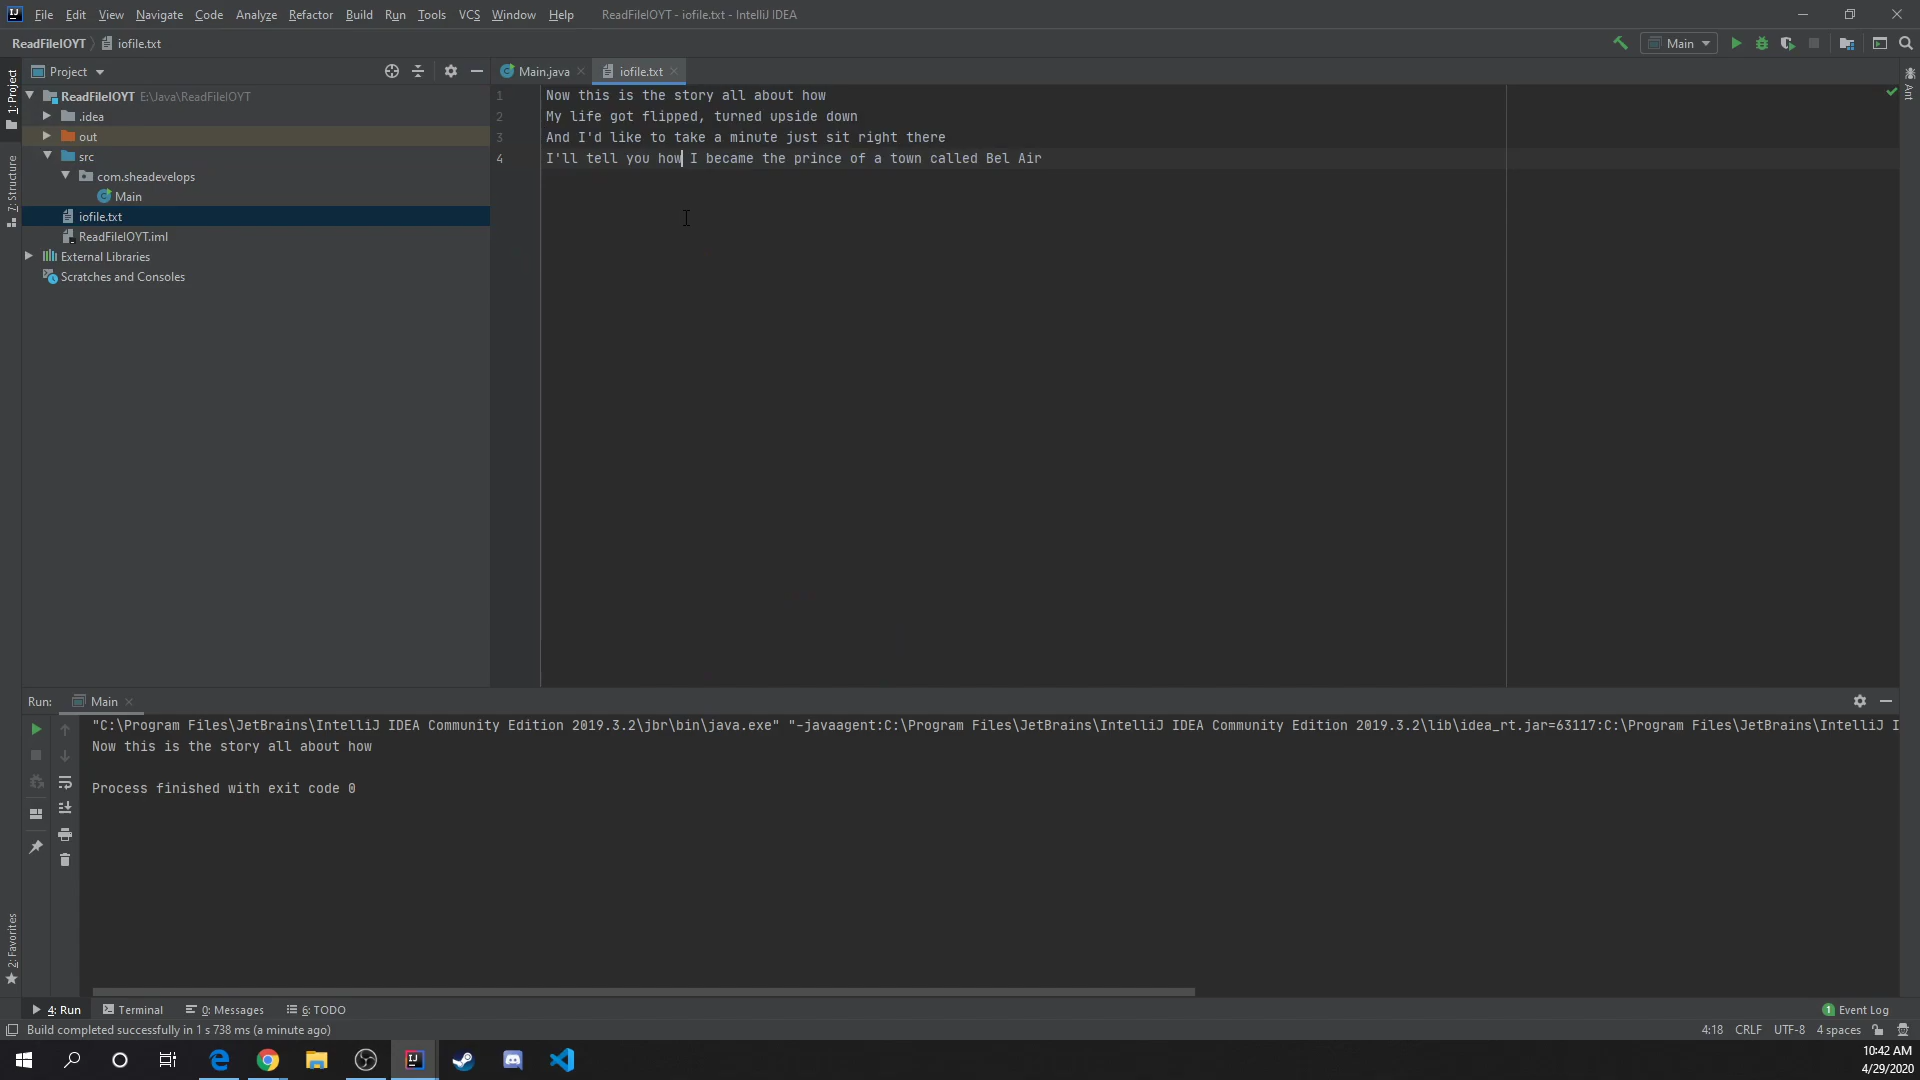 File Edit View Navigate Code Analyze Refactor Build Run Tools VCS Window Help ReadFileIOYT - iofile.txt - IntelliJ IDEA
ReadFileIOYT iofile.txt Main
Project Main.java iofile.txt
1: Project
7: Structure
2: Favorites
Ant
ReadFileIOYT E:\Java\ReadFileIOYT
.idea
out
src
com.sheadevelops
Main
iofile.txt
ReadFileIOYT.iml
External Libraries
Scratches and Consoles
1 Now this is the story all about how
2 My life got flipped, turned upside down
3 And I'd like to take a minute just sit right there
4 I'll tell you how I became the prince of a town called Bel Air
Run: Main
"C:\Program Files\JetBrains\IntelliJ IDEA Community Edition 2019.3.2\jbr\bin\java.exe" "-javaagent:C:\Program Files\JetBrains\IntelliJ IDEA Community Edition 2019.3.2\lib\idea_rt.jar=63117:C:\Program Files\JetBrains\IntelliJ I
Now this is the story all about how
Process finished with exit code 0
4: Run Terminal 0: Messages 6: TODO 1 Event Log
Build completed successfully in 1 s 738 ms (a minute ago) 4:18 CRLF UTF-8 4 spaces
10:42 AM
4/29/2020